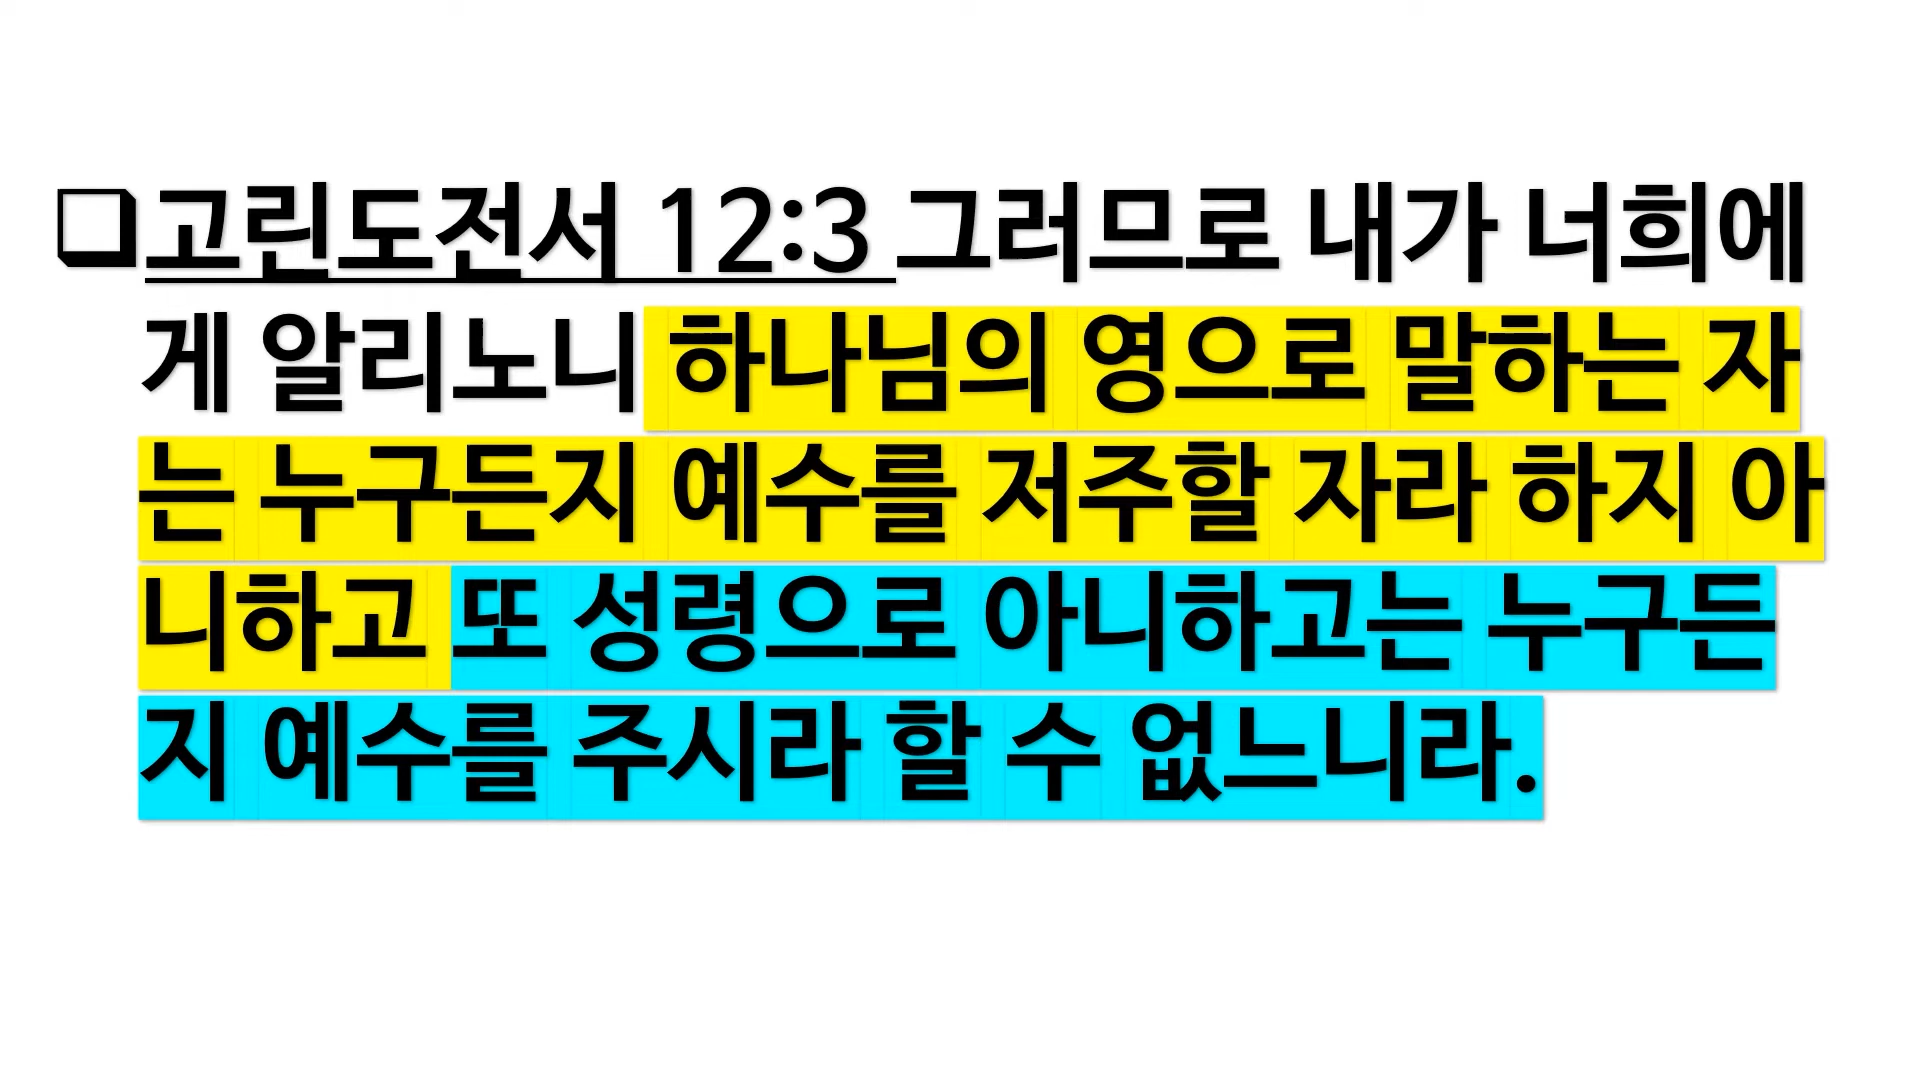 ❑고린도전서 12:3 그러므로 내가 너희에
게 알리노니 하나님의 영으로 말하는 자
는 누구든지 예수를 저주할 자라 하지 아
니하고 또 성령으로 아니하고는 누구든
지 예수를 주시라 할 수 없느니라.